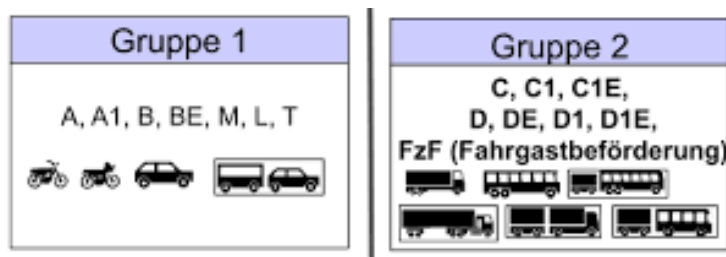 Gruppe 1
A, A1, B, BE, M, L, T
Gruppe 2
C, C1, C1E,
D, DE, D1, D1E,
FzF (Fahrgastbeförderung)